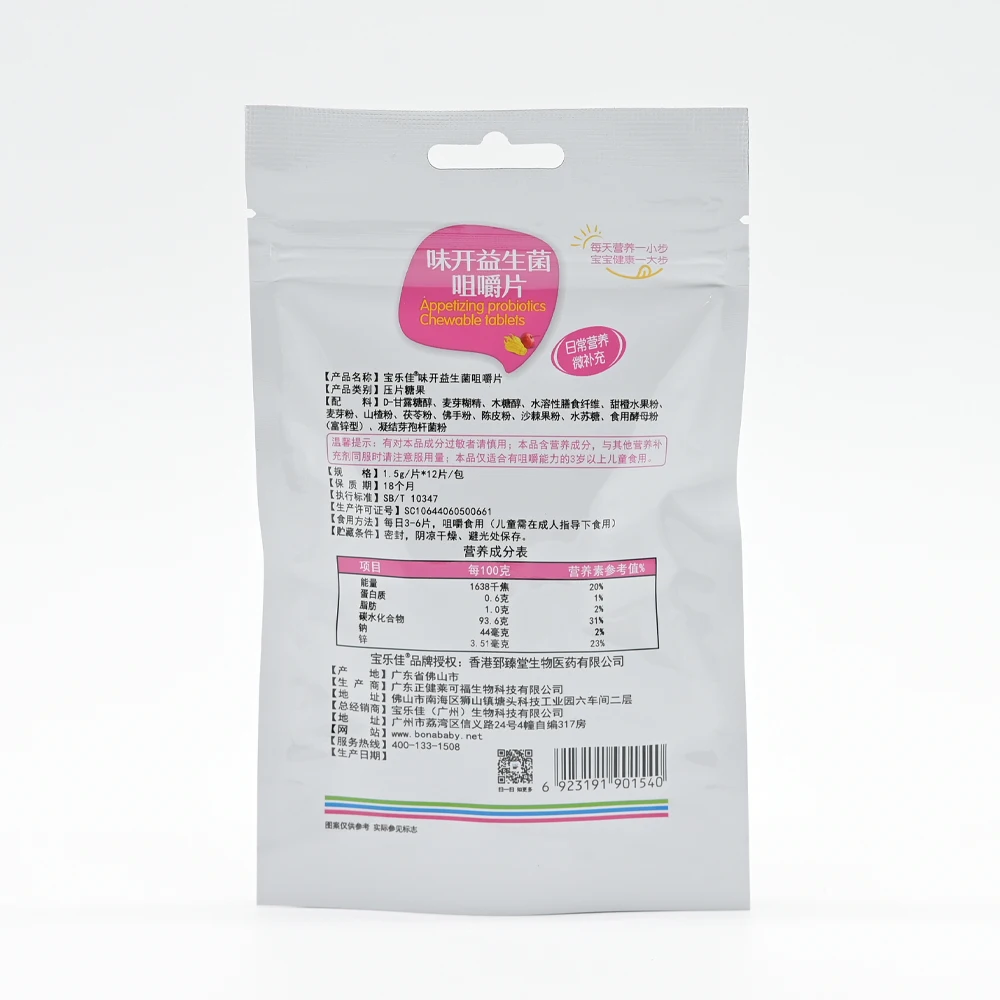 味开益生菌
咀嚼片
Appetizing probiotics
Chewable tablets
每天营养一小步
宝宝健康一大步
日常营养
微补充
【产品名称】宝乐佳®味开益生菌咀嚼片
【产品类别】压片糖果
【配 料】D-甘露糖醇、麦芽糊精、木糖醇、水溶性膳食纤维、甜橙水果粉、
麦芽粉、山楂粉、茯苓粉、佛手粉、陈皮粉、沙棘果粉、水苏糖、食用酵母粉
(富锌型)、凝结芽孢杆菌粉
温馨提示：有对本品成分过敏者请慎用；本品含营养成分，与其他营养补
充剂同服时请注意服用量；本品仅适合有咀嚼能力的3岁以上儿童食用。
【规 格】1.5g/片*12片/包
【保 质 期】18个月
【执行标准】SB/T 10347
【生产许可证号】SC10644060500661
【食用方法】每日3-6片，咀嚼食用（儿童需在成人指导下食用）
【贮藏条件】密封，阴凉干燥、避光处保存。
营养成分表
项目 每100克 营养素参考值%
能量 1638千焦 20%
蛋白质 0.6克 1%
脂肪 1.0克 2%
碳水化合物 93.6克 31%
钠 44毫克 2%
锌 3.51毫克 23%
宝乐佳®品牌授权：香港郅臻堂生物医药有限公司
【产 地】广东省佛山市
【生 产 商】广东正健莱可福生物科技有限公司
【地 址】佛山市南海区狮山镇塘头科技工业园六车间二层
【总经销商】宝乐佳（广州）生物科技有限公司
【地 址】广州市荔湾区信义路24号4幢自编317房
【网 站】www.bonababy.net
【服务热线】400-133-1508
【生产日期】
扫一扫 知更多
6 923191 901540
图案仅供参考 实际参见标志